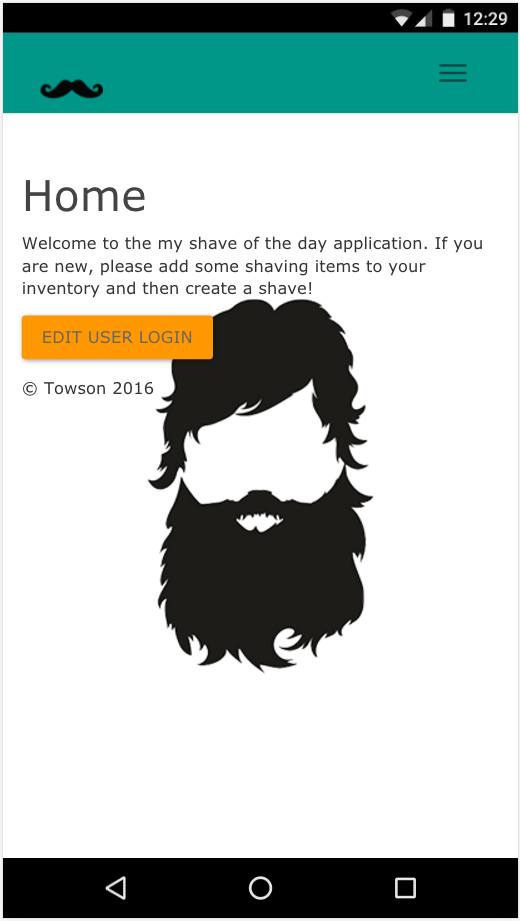 12:29
Home
Welcome to the my shave of the day application. If you
are new, please add some shaving items to your
inventory and then create a shave!
EDIT USER LOGIN
© Towson 2016